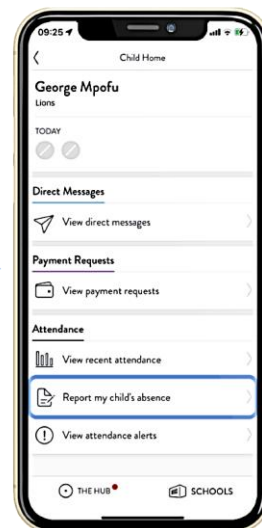 09:25
Child Home
George Mpofu
Lions
TODAY
Direct Messages
View direct messages
Payment Requests
View payment requests
Attendance
View recent attendance
Report my child's absence
View attendance alerts
THE HUB
SCHOOLS